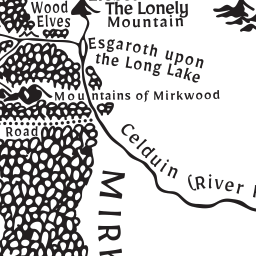 Wood
Elves
The Lonely
Mountain
Esgaroth upon
the Long Lake
Mountains of Mirkwood
Road
Celduin (River
MIRK